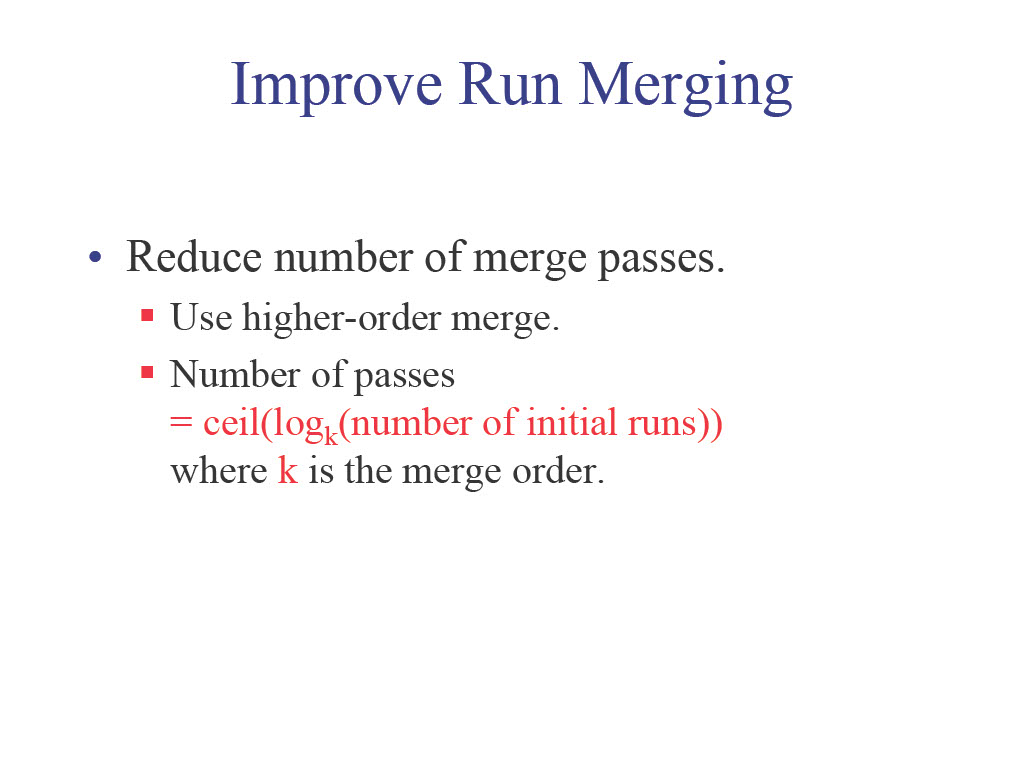 Improve Run Merging
• Reduce number of merge passes.
▪ Use higher-order merge.
▪ Number of passes
= ceil(logk(number of initial runs))
where k is the merge order.